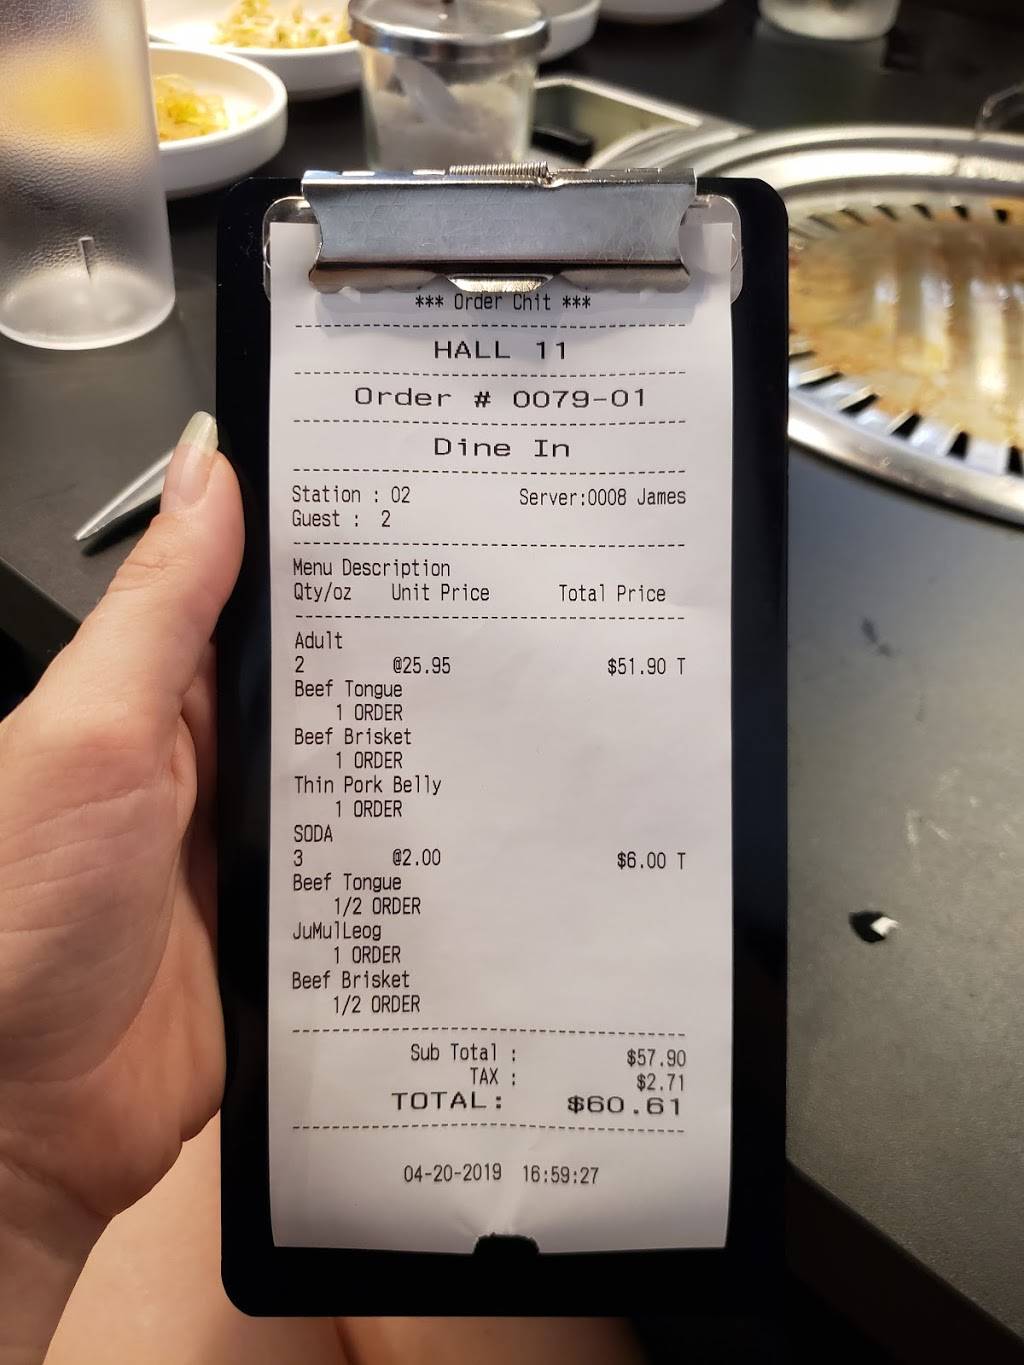 *** Order Chit ***
HALL 11
Order # 0079-01
Dine In
Station : 02 Server:0008 James
Guest : 2
Menu Description
Qty/oz Unit Price Total Price
Adult
2 @25.95 $51.90 T
Beef Tongue
1 ORDER
Beef Brisket
1 ORDER
Thin Pork Belly
1 ORDER
SODA
3 @2.00 $6.00 T
Beef Tongue
1/2 ORDER
JuMulLeog
1 ORDER
Beef Brisket
1/2 ORDER
Sub Total : $57.90
TAX : $2.71
TOTAL: $60.61
04-20-2019 16:59:27